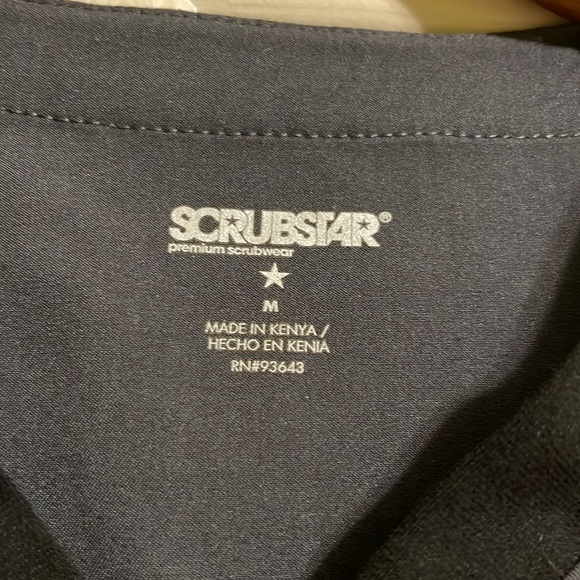 SCRUBSTAR®
premium scrubwear
M
MADE IN KENYA /
HECHO EN KENIA
RN#93643